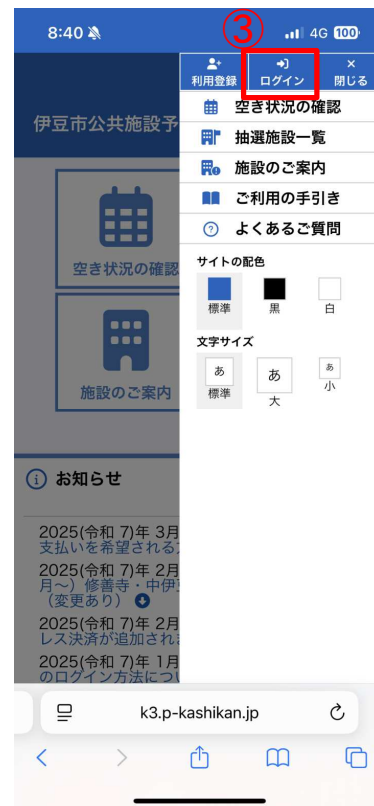 8:40
③
4G 100
利用登録 ログイン 閉じる
伊豆市公共施設予
空き状況の確認
抽選施設一覧
施設のご案内
ご利用の手引き
よくあるご質問
サイトの配色
標準 黒 白
文字サイズ
あ あ あ
標準 大 小
空き状況の確認
施設のご案内
お知らせ
2025(令和 7)年 3月
支払いを希望される
2025(令和 7)年 2月
月～）修善寺・中伊
（変更あり）
2025(令和 7)年 2月
レス決済が追加され
2025(令和 7)年 1月
のログイン方法につい
k3.p-kashikan.jp